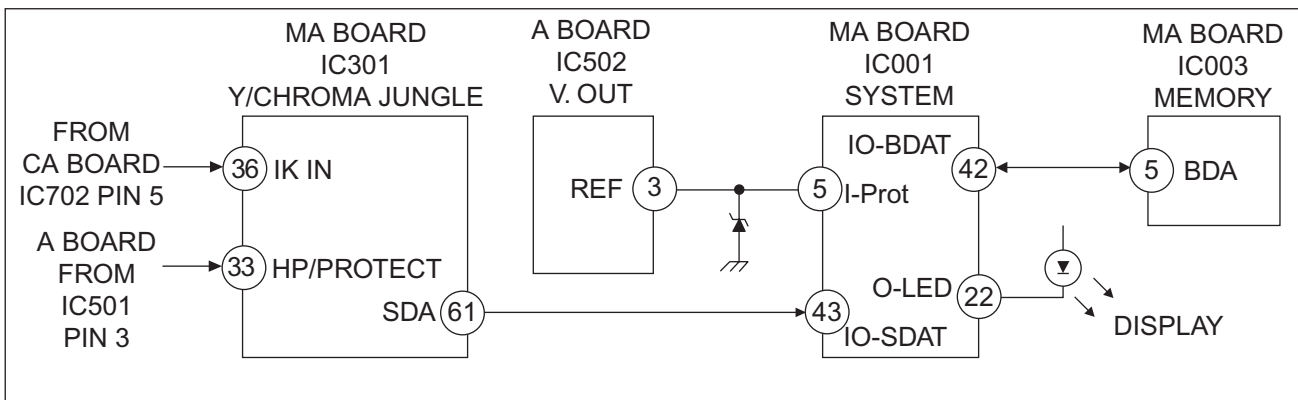 MA BOARD
IC301
Y/CHROMA JUNGLE
A BOARD
IC502
V. OUT
MA BOARD
IC001
SYSTEM
MA BOARD
IC003
MEMORY
FROM
CA BOARD
IC702 PIN 5
36 IK IN
A BOARD
FROM
IC501
PIN 3
33 HP/PROTECT
SDA 61
REF 3
5 I-Prot
IO-BDAT
42
O-LED
22
43
IO-SDAT
5 BDA
DISPLAY